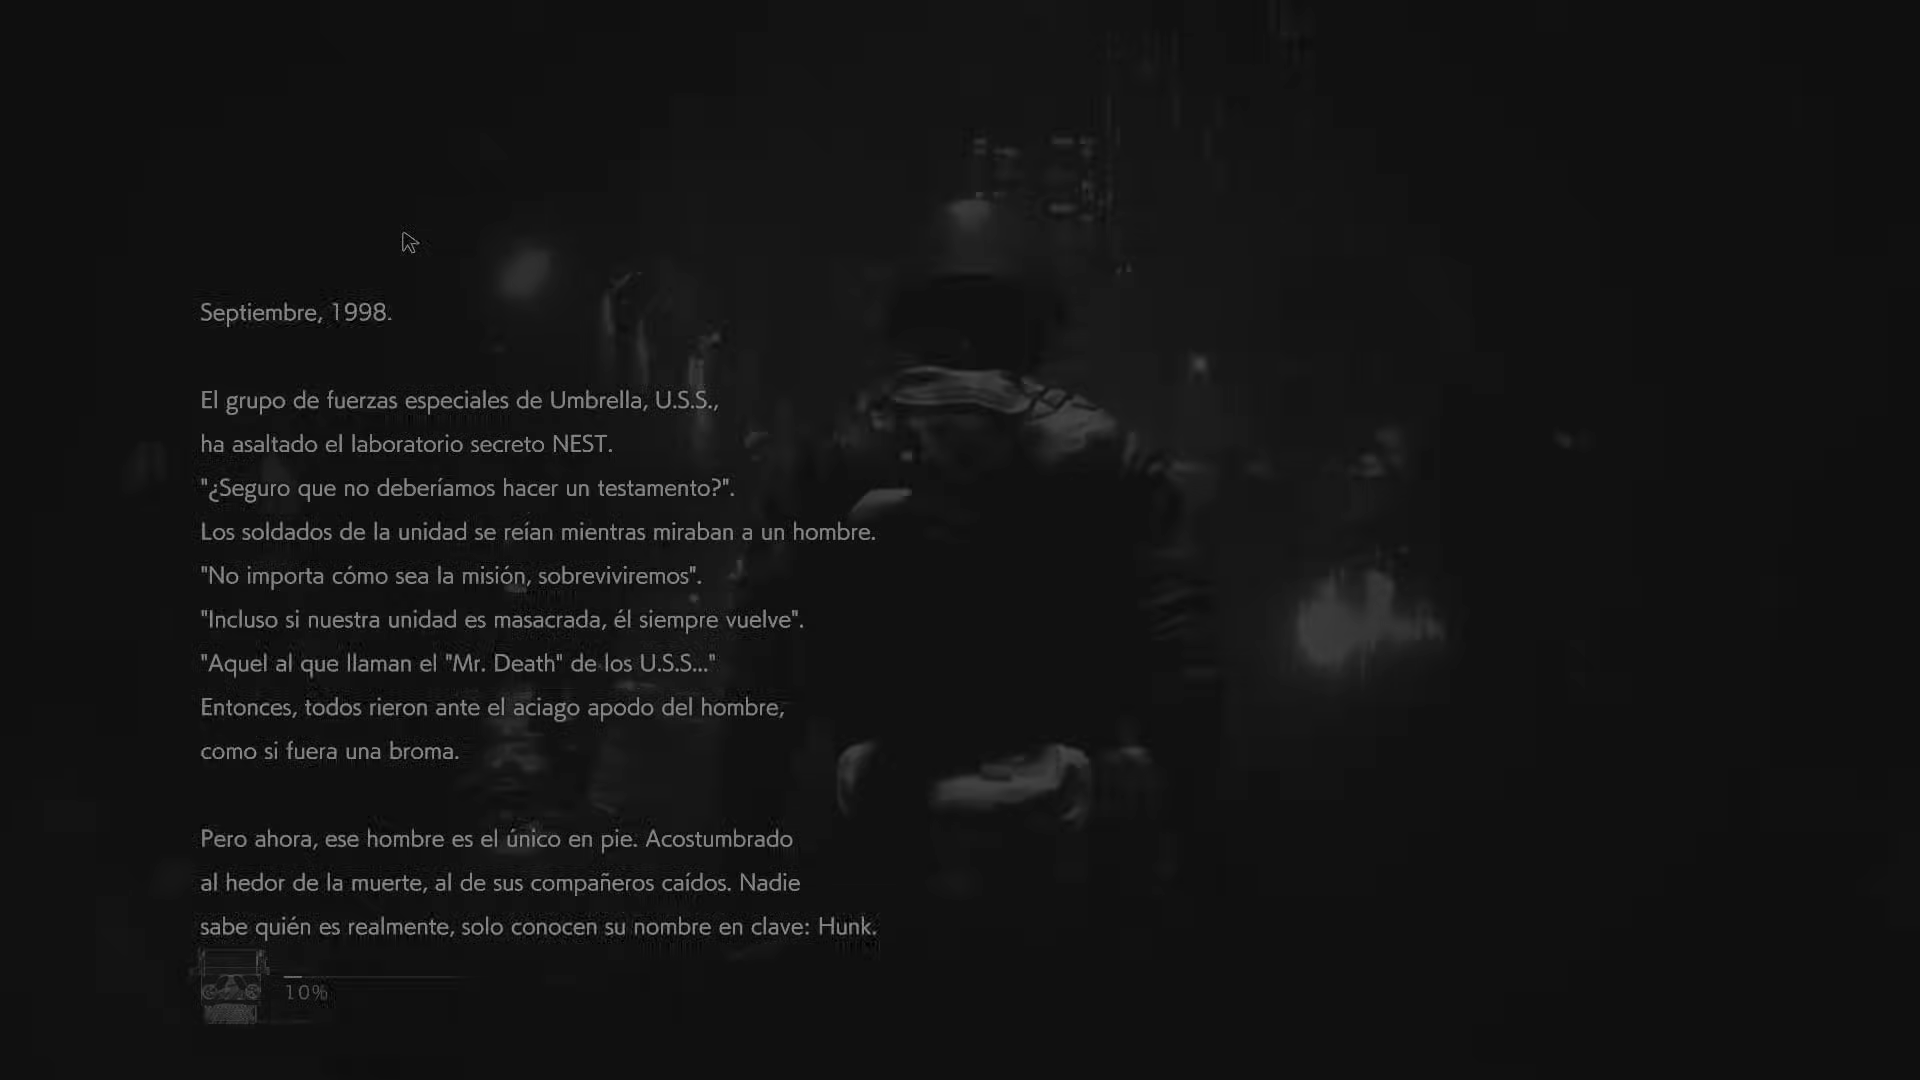 Septiembre, 1998.
El grupo de fuerzas especiales de Umbrella, U.S.S.,
ha asaltado el laboratorio secreto NEST.
"¿Seguro que no deberíamos hacer un testamento?".
Los soldados de la unidad se reían mientras miraban a un hombre.
"No importa cómo sea la misión, sobreviviremos".
"Incluso si nuestra unidad es masacrada, él siempre vuelve".
"Aquel al que llaman el "Mr. Death" de los U.S.S..."
Entonces, todos rieron ante el aciago apodo del hombre,
como si fuera una broma.
Pero ahora, ese hombre es el único en pie. Acostumbrado
al hedor de la muerte, al de sus compañeros caídos. Nadie
sabe quién es realmente, solo conocen su nombre en clave: Hunk.
10%